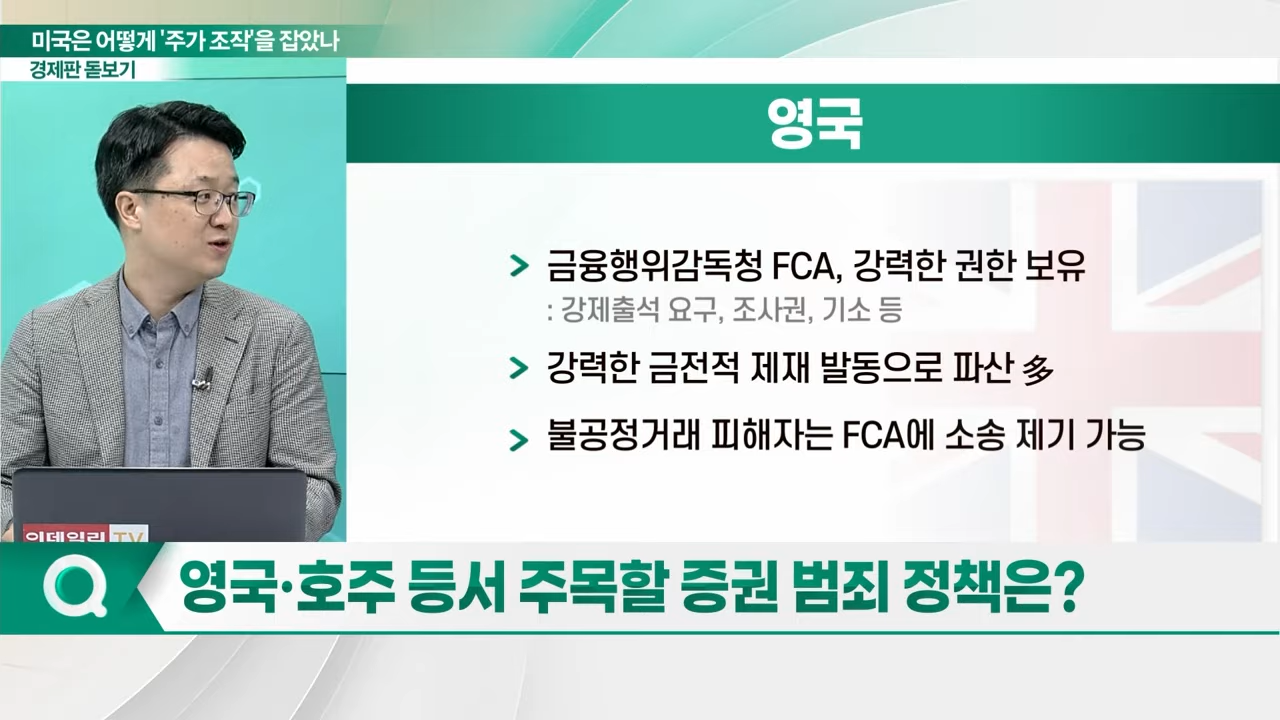 미국은 어떻게 '주가 조작'을 잡았나
경제판 돋보기
영국
금융행위감독청 FCA, 강력한 권한 보유
: 강제출석 요구, 조사권, 기소 등
강력한 금전적 제재 발동으로 파산 多
불공정거래 피해자는 FCA에 소송 제기 가능
이데일리 TV
영국·호주 등서 주목할 증권 범죄 정책은?